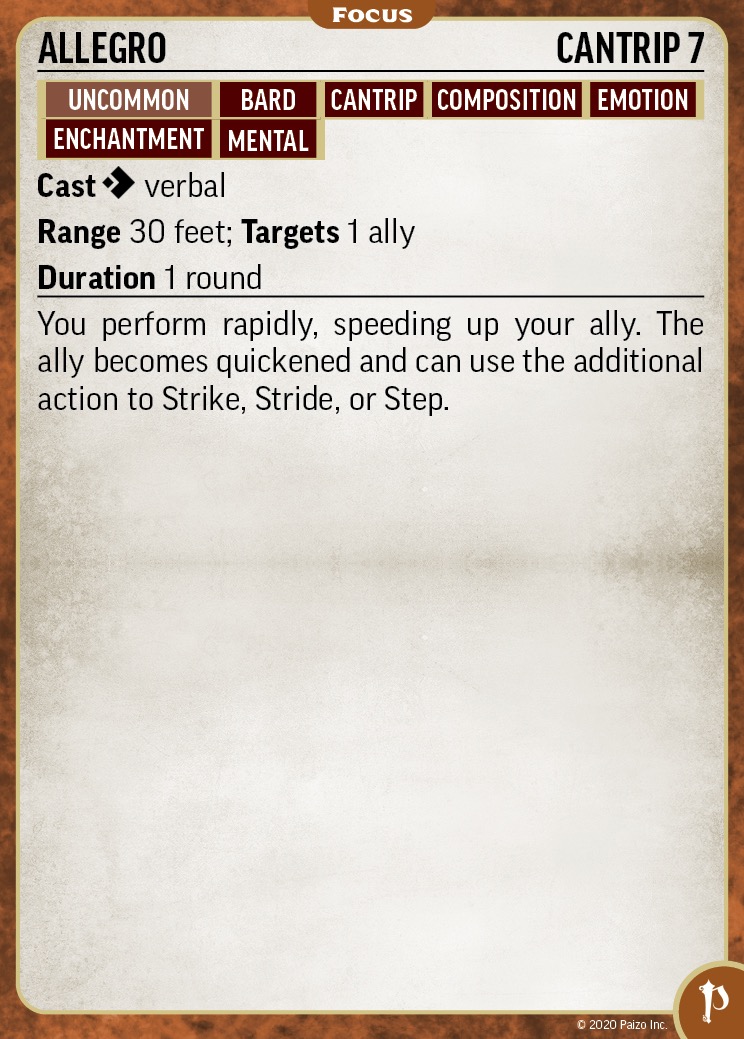 Focus
ALLEGRO CANTRIP 7
UNCOMMON BARD CANTRIP COMPOSITION EMOTION
ENCHANTMENT MENTAL
Cast verbal
Range 30 feet; Targets 1 ally
Duration 1 round
You perform rapidly, speeding up your ally. The
ally becomes quickened and can use the additional
action to Strike, Stride, or Step.
© 2020 Paizo Inc.
P